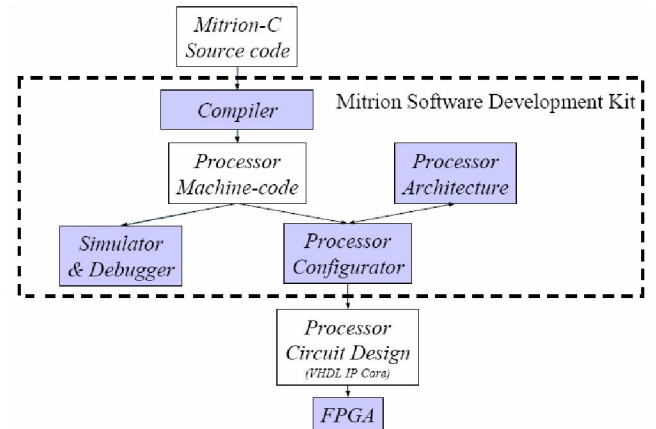 Mitrion-C
Source code
Mitrion Software Development Kit
Compiler
Processor
Machine-code
Processor
Architecture
Simulator
& Debugger
Processor
Configurator
Processor
Circuit Design
(VHDL IP Core)
FPGA